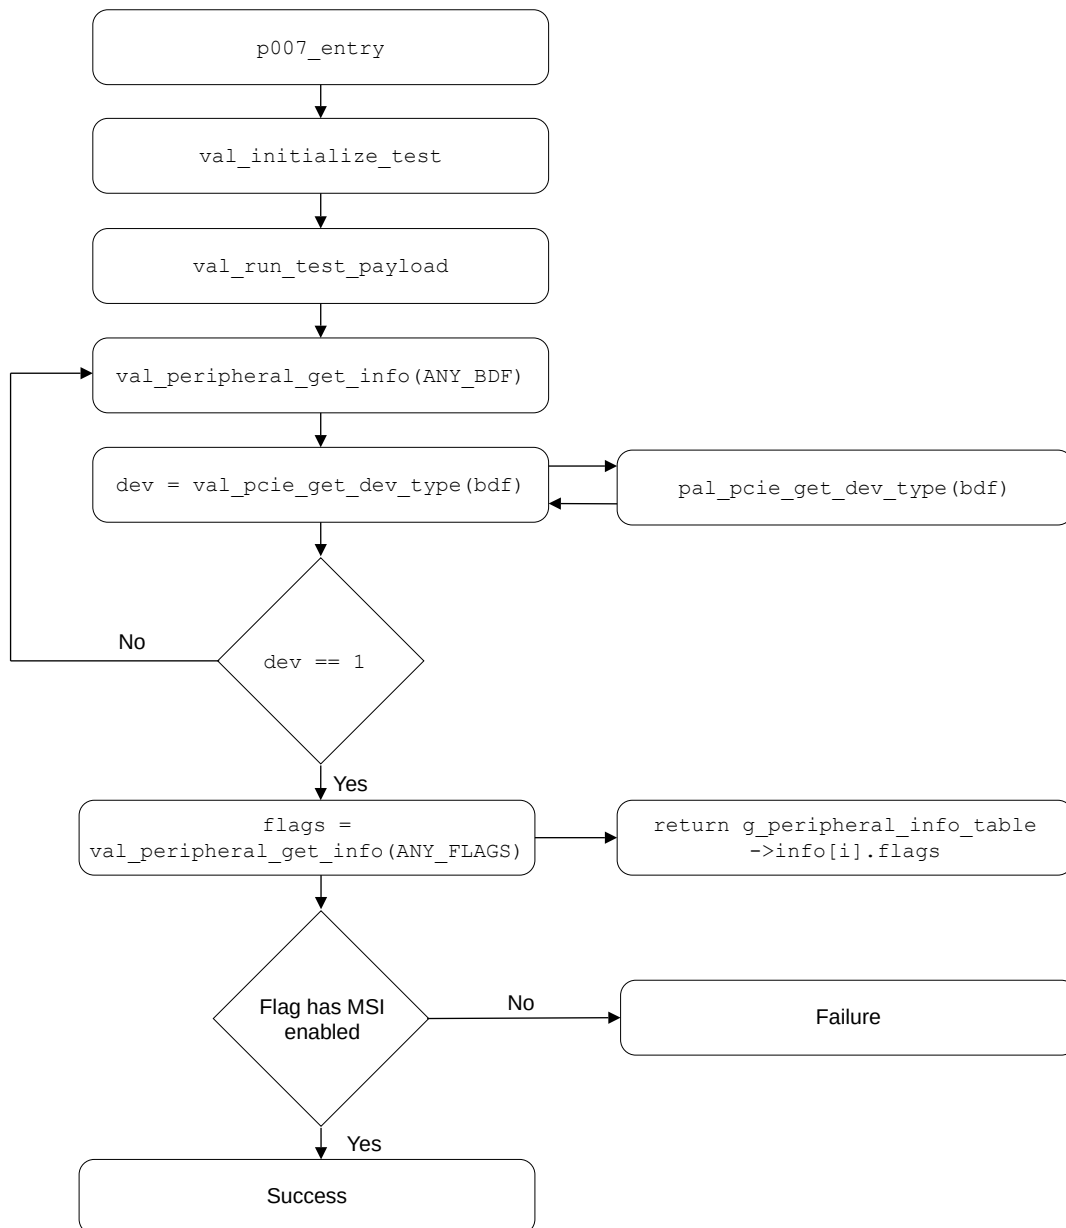 p007_entry
val_initialize_test
val_run_test_payload
val_peripheral_get_info(ANY_BDF)
dev = val_pcie_get_dev_type(bdf)
pal_pcie_get_dev_type(bdf)
No
dev == 1
Yes
flags =
val_peripheral_get_info(ANY_FLAGS)
return g_peripheral_info_table
->info[i].flags
Flag has MSI
enabled
No
Failure
Yes
Success